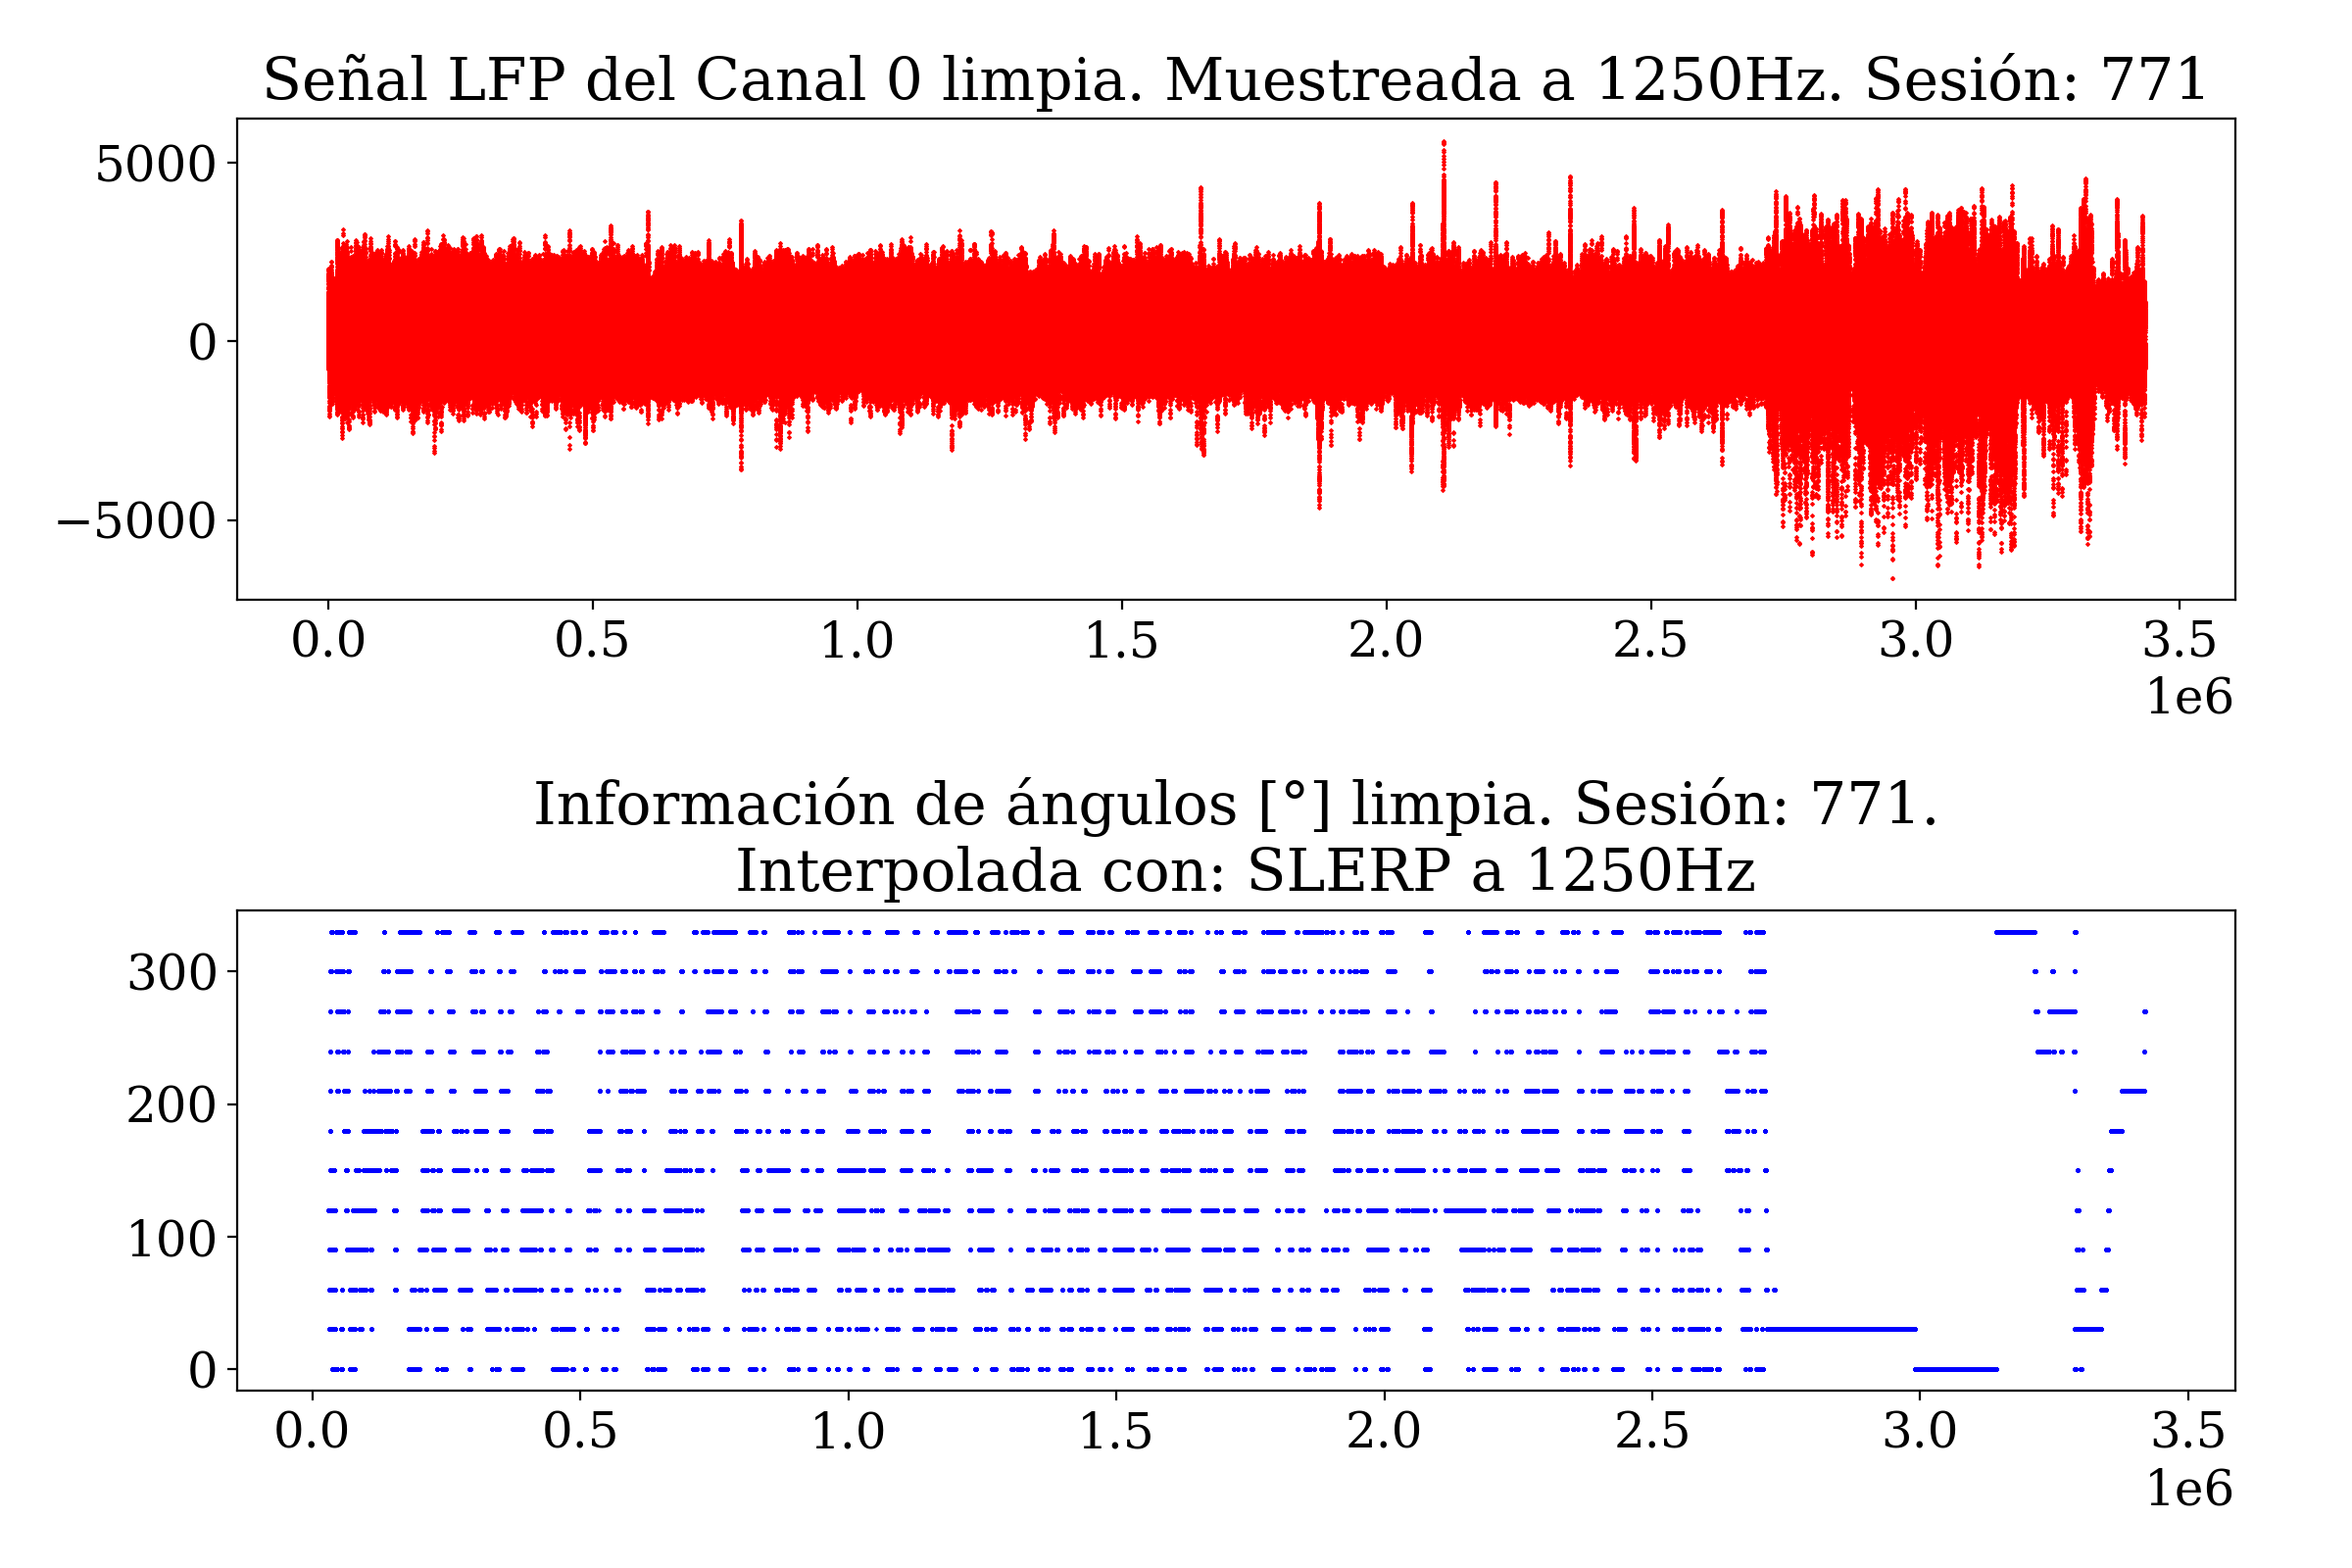 Señal LFP del Canal 0 limpia. Muestreada a 1250Hz. Sesión: 771
5000
0
−5000
0.0 0.5 1.0 1.5 2.0 2.5 3.0 3.5
1e6
Información de ángulos [°] limpia. Sesión: 771.
Interpolada con: SLERP a 1250Hz
300
200
100
0
0.0 0.5 1.0 1.5 2.0 2.5 3.0 3.5
1e6